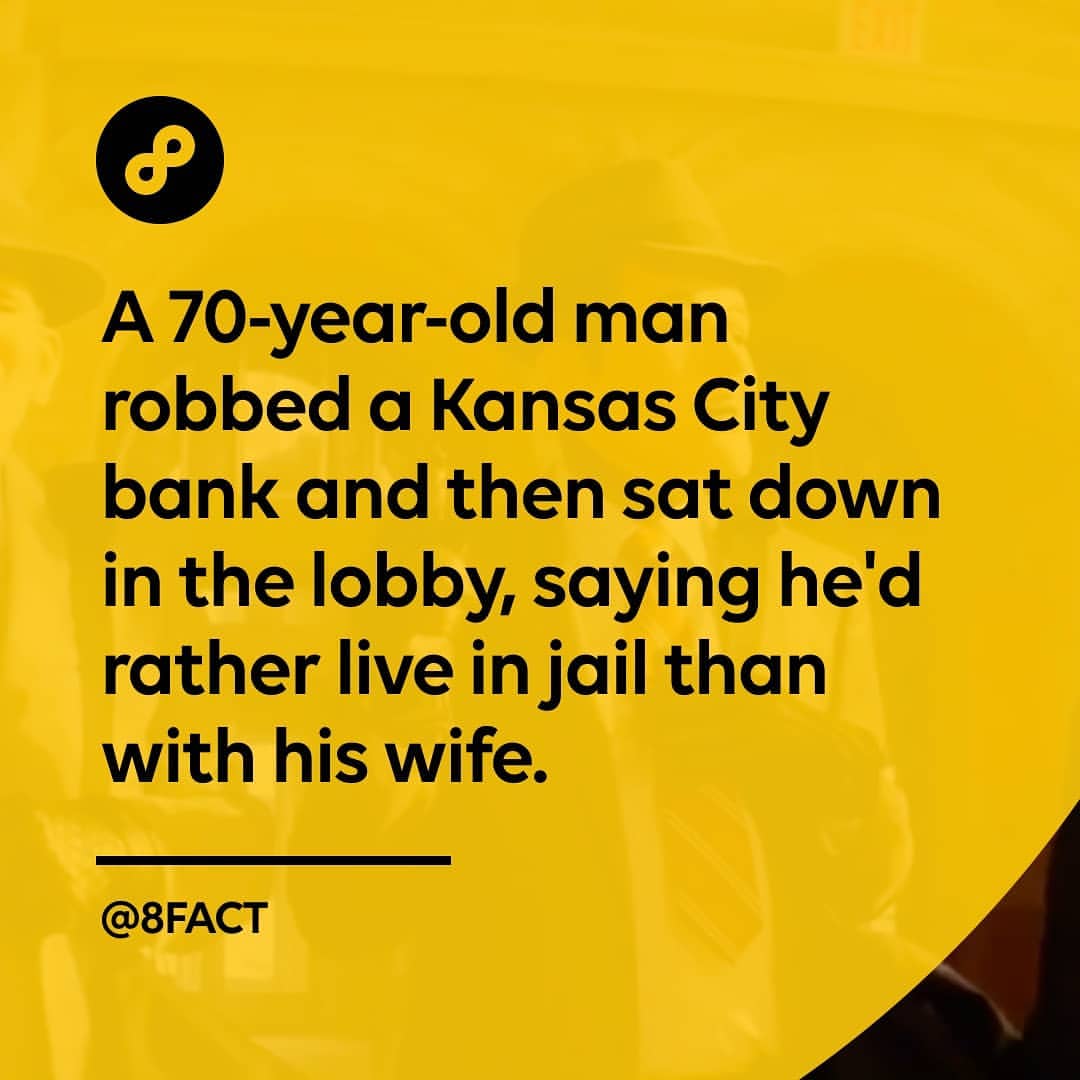 EXIT
A 70-year-old man
robbed a Kansas City
bank and then sat down
in the lobby, saying he'd
rather live in jail than
with his wife.
@8FACT